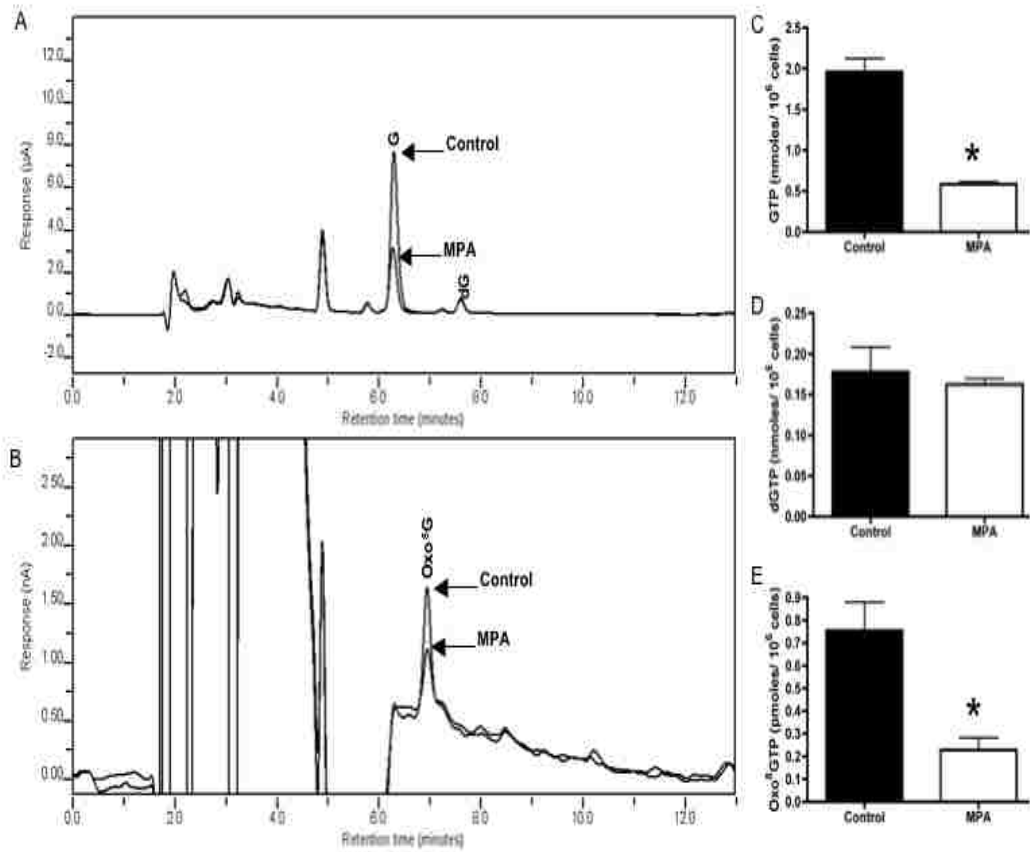 A
12.0
10.0
8.0
6.0
4.0
2.0
0.0
-2.0
Response (µA)
G
Control
MPA
dG
0.0 2.0 4.0 6.0 8.0 10.0 12.0
Retention time (minutes)
B
2.50
2.00
1.50
1.00
0.50
0.00
Response (nA)
Oxo⁸G
Control
MPA
0.0 2.0 4.0 6.0 8.0 10.0 12.0
Retention time (minutes)
C
2.5
2.0
1.5
1.0
0.5
0.0
GTP (nmoles/ 10⁶ cells)
*
Control MPA
D
0.25
0.20
0.15
0.10
0.05
0.00
dGTP (nmoles/ 10⁶ cells)
Control MPA
E
0.9
0.8
0.7
0.6
0.5
0.4
0.3
0.2
0.1
0.0
Oxo⁸GTP (pmoles/ 10⁶ cells)
*
Control MPA